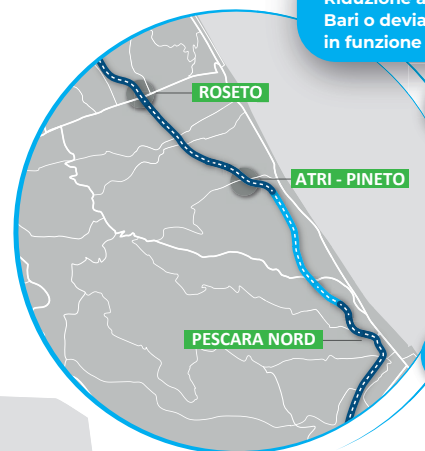 Bari o devia
in funzione
ROSETO
ATRI - PINETO
PESCARA NORD